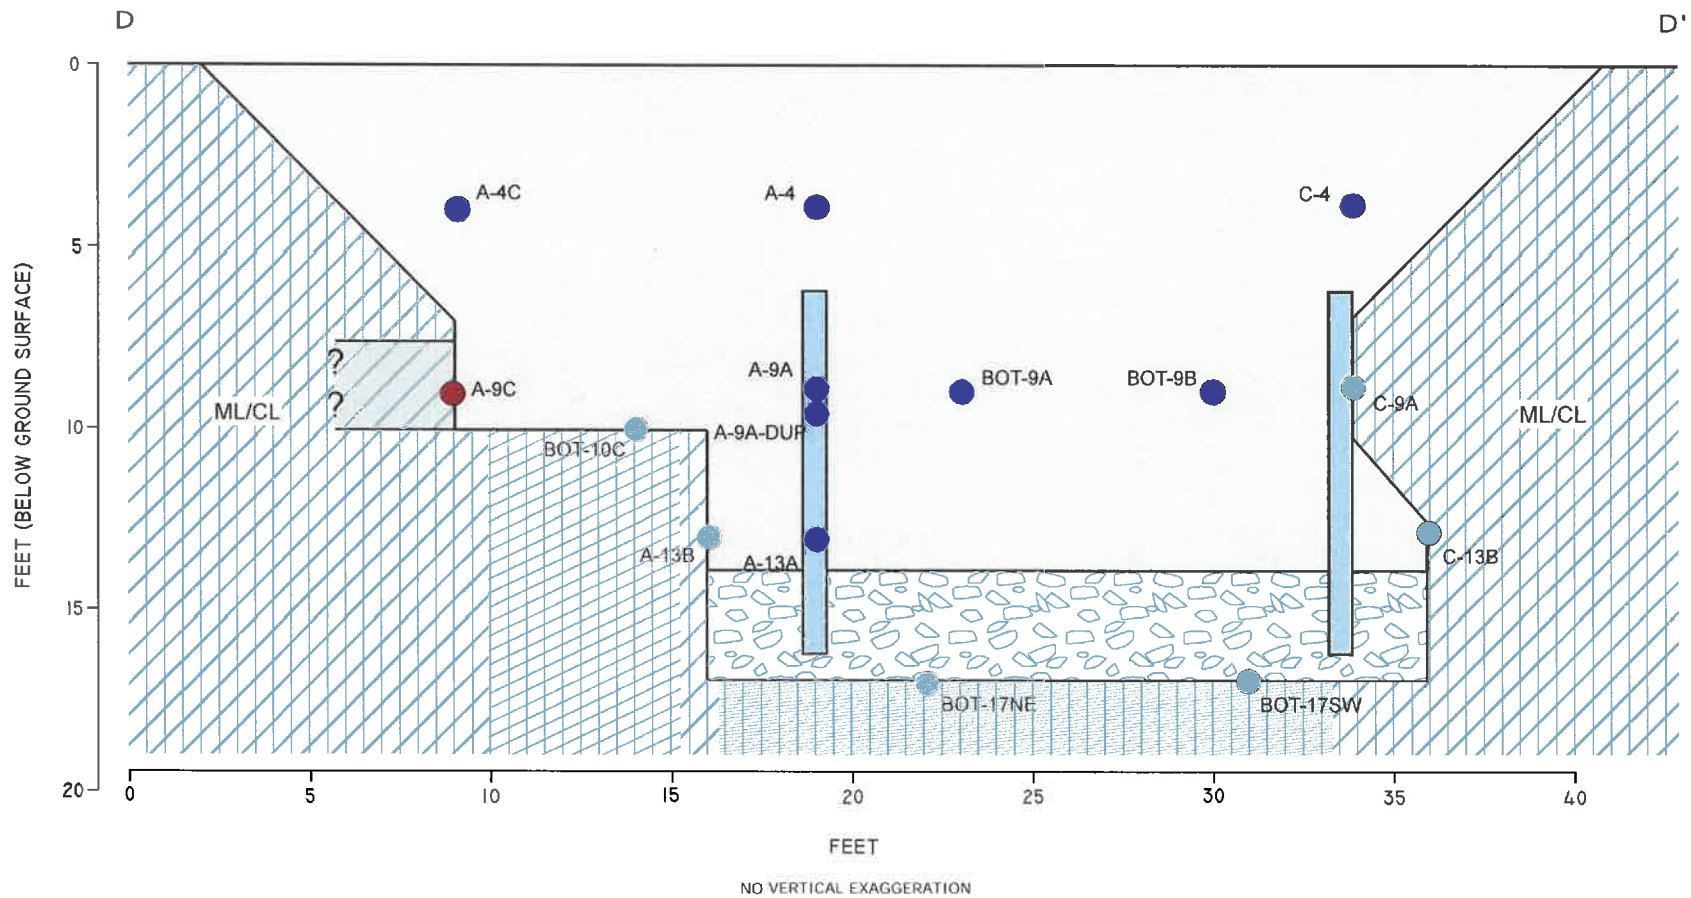 D
D'
0
5
10
15
20
FEET (BELOW GROUND SURFACE)
A-4C
A-4
C-4
?
?
A-9C
A-9A
BOT-9A
BOT-9B
C-9A
ML/CL
ML/CL
A-9A-DUP
BOT-10C
A-13B
A-13A
C-13B
BOT-17NE
BOT-17SW
0
5
10
15
20
25
30
35
40
FEET
NO VERTICAL EXAGGERATION